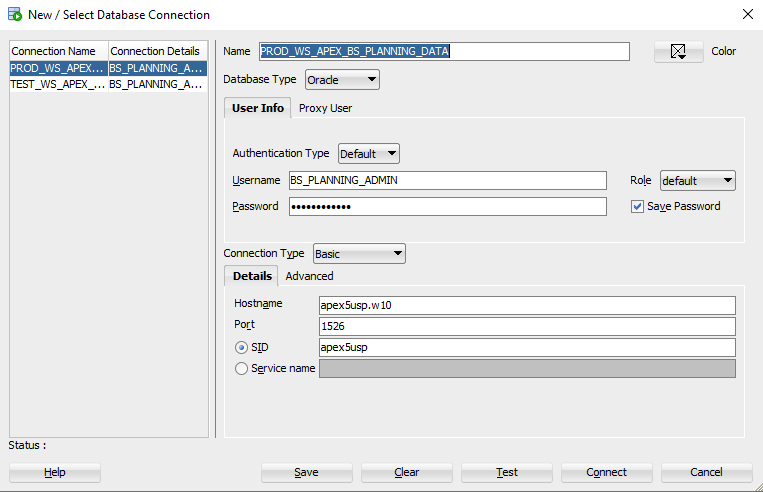 New / Select Database Connection
Connection Name Connection Details
PROD_WS_APEX... BS_PLANNING_A...
TEST_WS_APEX_... BS_PLANNING_A...
Name PROD_WS_APEX_BS_PLANNING_DATA Color
Database Type Oracle
User Info Proxy User
Authentication Type Default
Username BS_PLANNING_ADMIN Role default
Password •••••••••••• Save Password
Connection Type Basic
Details Advanced
Hostname apex5usp.w10
Port 1526
SID apex5usp
Service name
Status :
Help Save Clear Test Connect Cancel